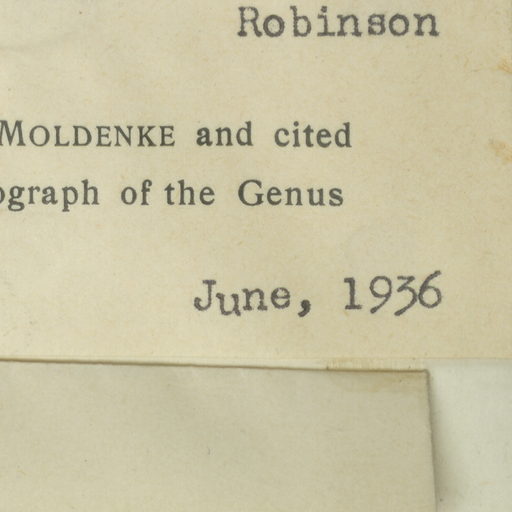 Robinson
MOLDENKE and cited
ograph of the Genus
June, 1936